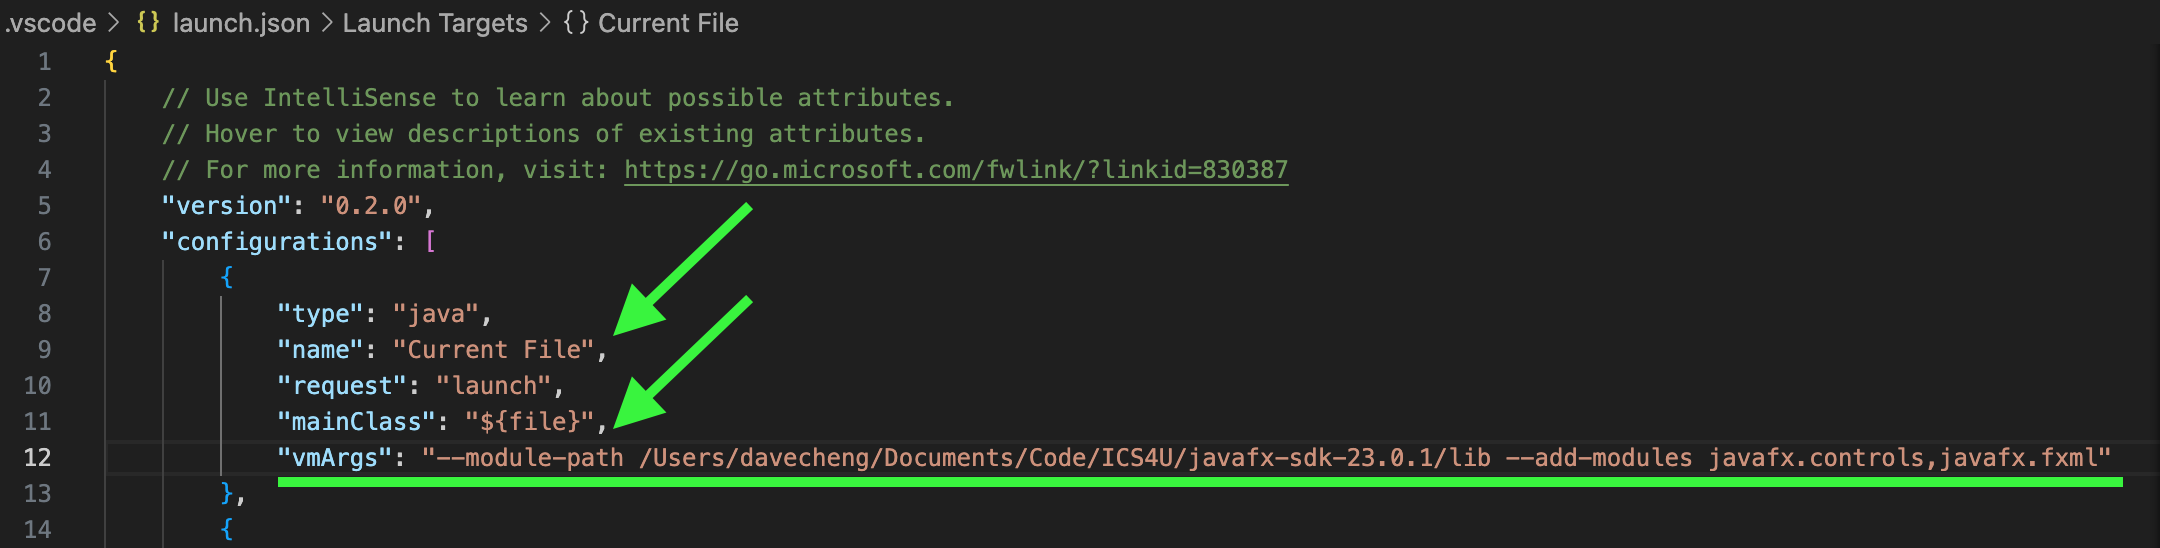 .vscode > {} launch.json > Launch Targets > {} Current File
1 {
2 // Use IntelliSense to learn about possible attributes.
3 // Hover to view descriptions of existing attributes.
4 // For more information, visit: https://go.microsoft.com/fwlink/?linkid=830387
5 "version": "0.2.0",
6 "configurations": [
7 {
8 "type": "java",
9 "name": "Current File",
10 "request": "launch",
11 "mainClass": "${file}",
12 "vmArgs": "--module-path /Users/davecheng/Documents/Code/ICS4U/javafx-sdk-23.0.1/lib --add-modules javafx.controls,javafx.fxml"
13 },
14 {